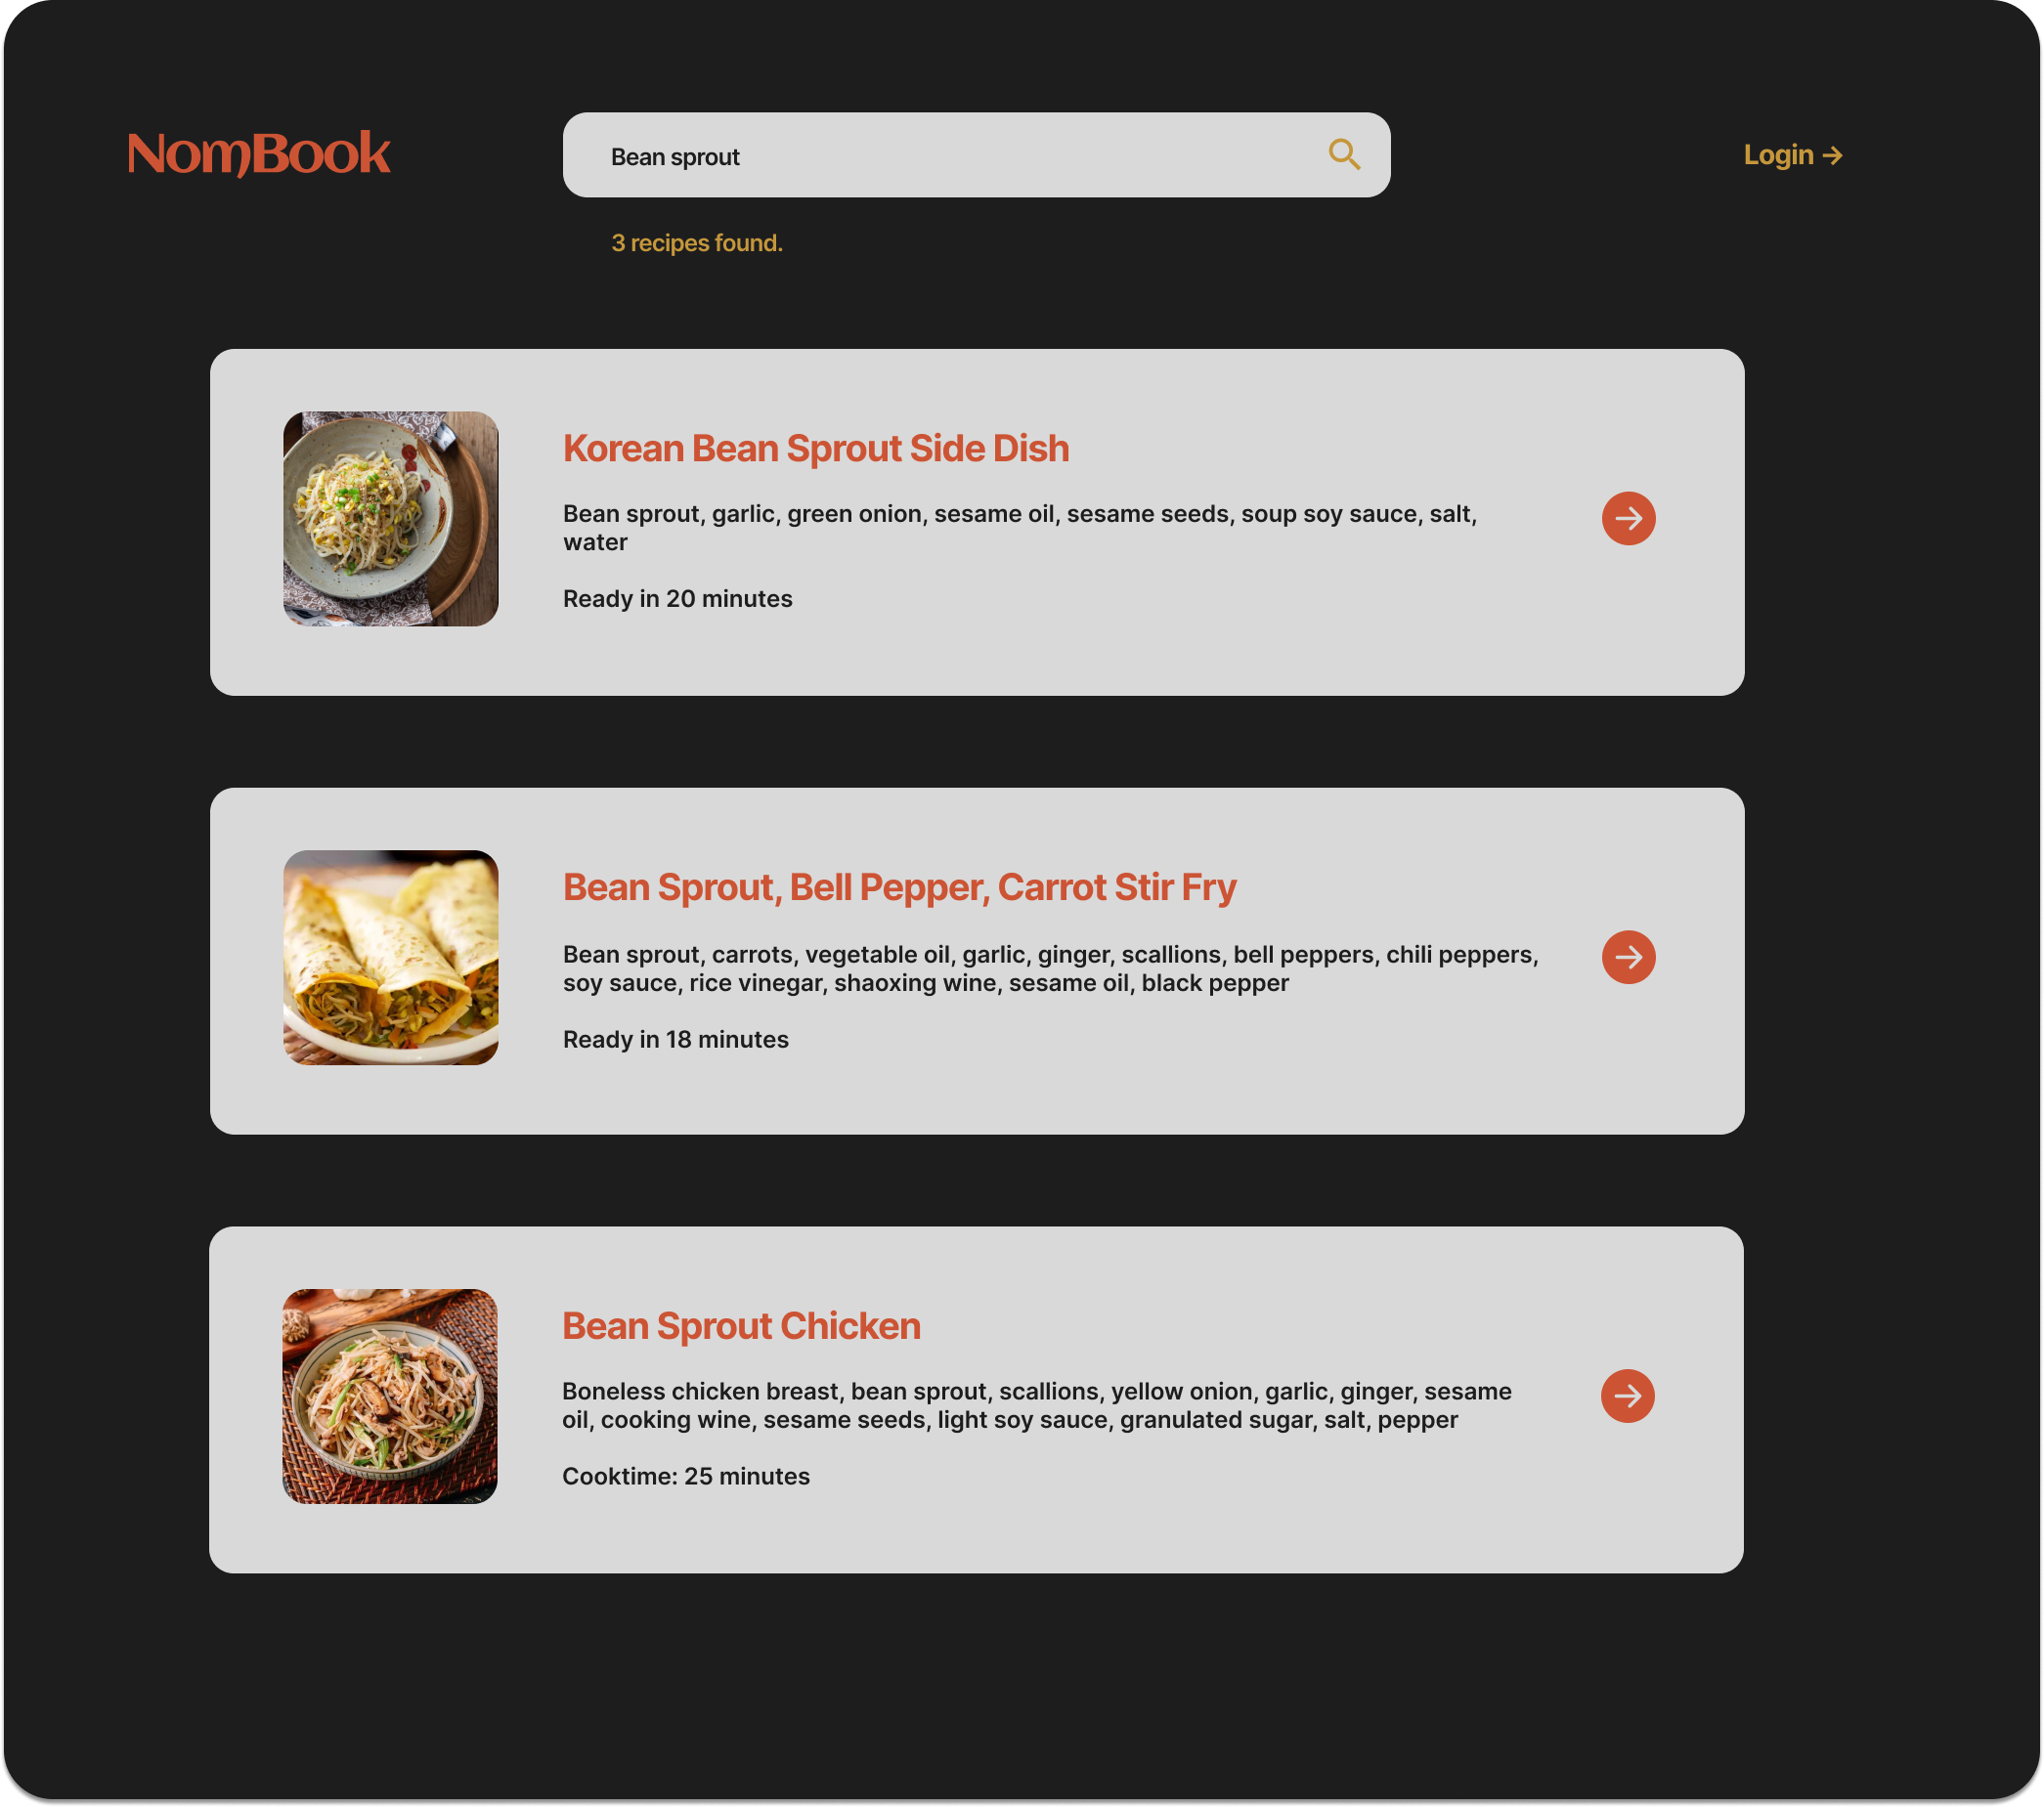 NomBook
Bean sprout
Login →
3 recipes found.
Korean Bean Sprout Side Dish
Bean sprout, garlic, green onion, sesame oil, sesame seeds, soup soy sauce, salt,
water
Ready in 20 minutes
Bean Sprout, Bell Pepper, Carrot Stir Fry
Bean sprout, carrots, vegetable oil, garlic, ginger, scallions, bell peppers, chili peppers,
soy sauce, rice vinegar, shaoxing wine, sesame oil, black pepper
Ready in 18 minutes
Bean Sprout Chicken
Boneless chicken breast, bean sprout, scallions, yellow onion, garlic, ginger, sesame
oil, cooking wine, sesame seeds, light soy sauce, granulated sugar, salt, pepper
Cooktime: 25 minutes